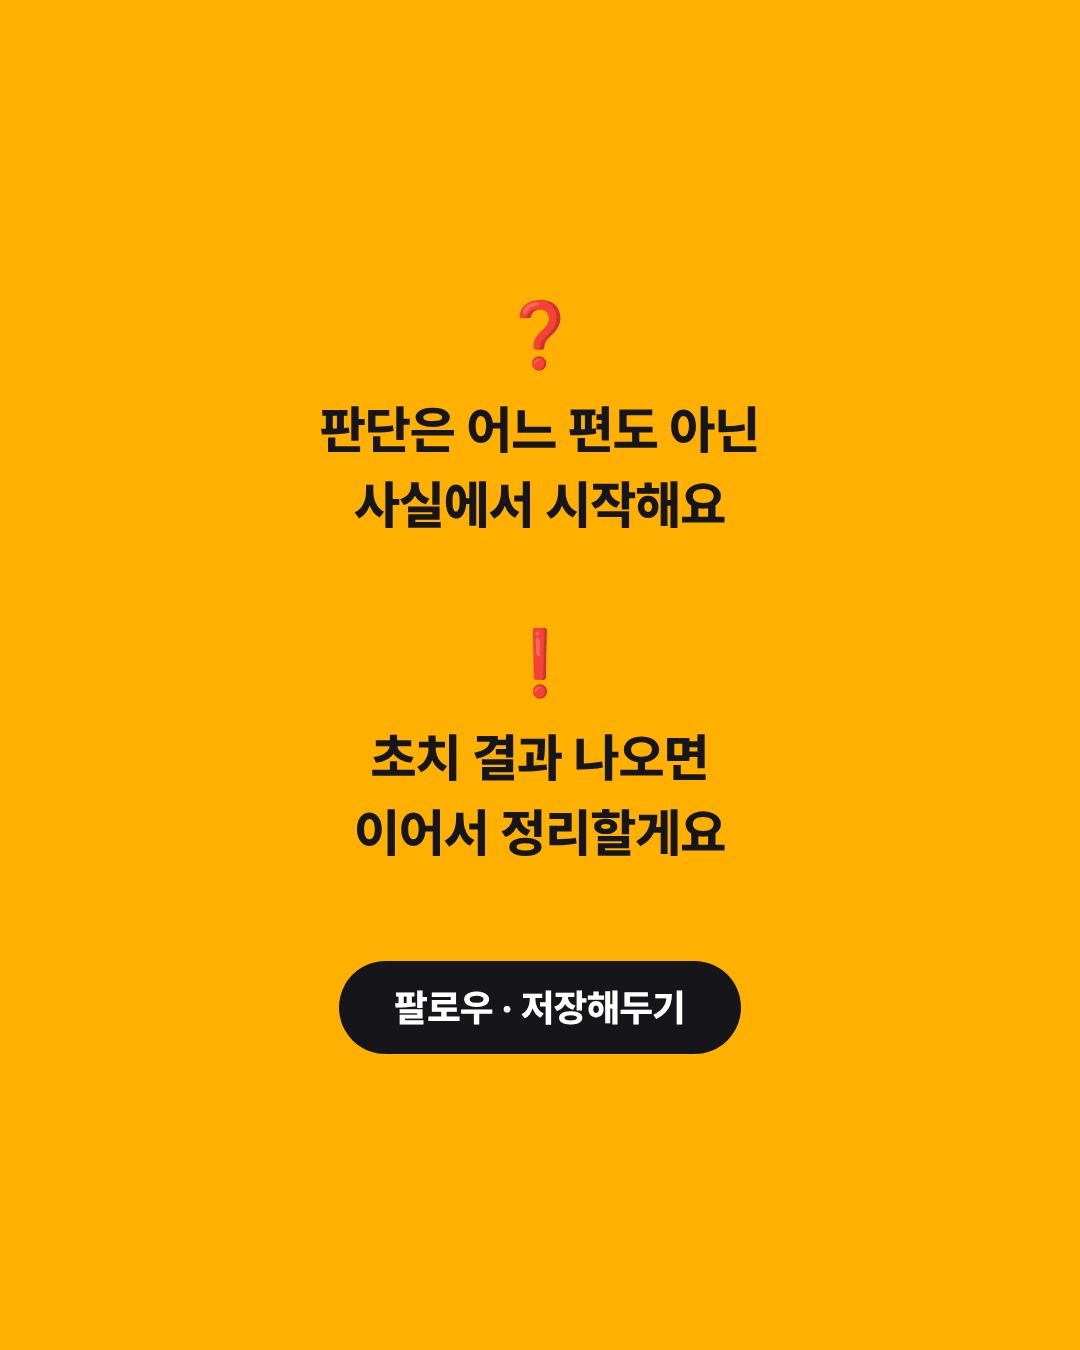 ❓
판단은 어느 편도 아닌
사실에서 시작해요
❗
초치 결과 나오면
이어서 정리할게요
팔로우 · 저장해두기